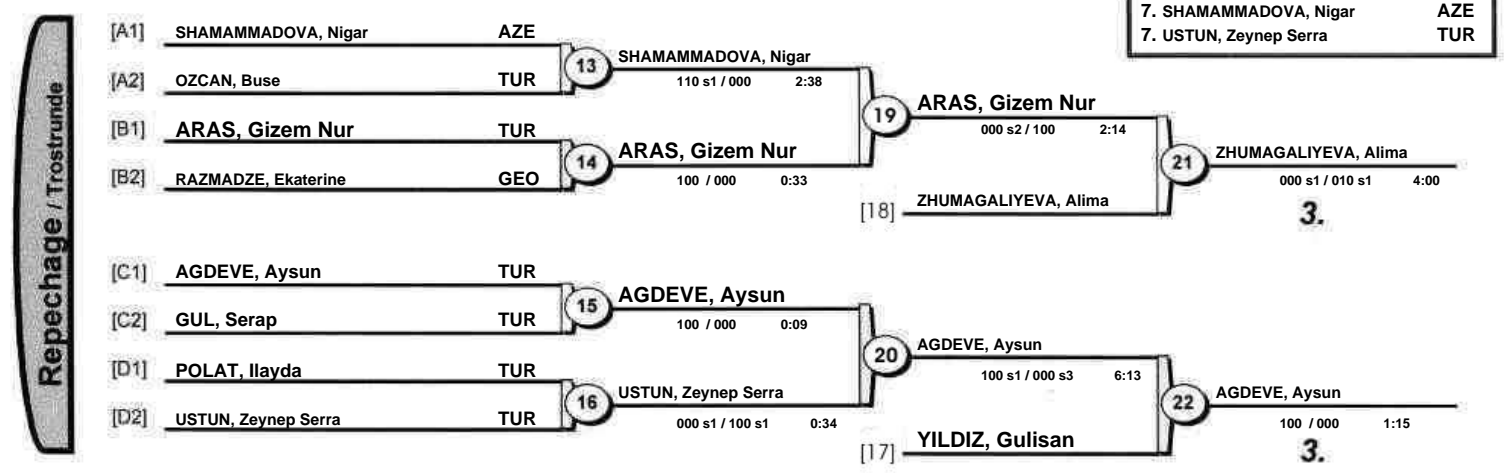 7. SHAMAMMADOVA, Nigar AZE
7. USTUN, Zeynep Serra TUR
Repechage / Trostrunde
[A1] SHAMAMMADOVA, Nigar AZE
13
SHAMAMMADOVA, Nigar
110 s1 / 000 2:38
[A2] OZCAN, Buse TUR
19
ARAS, Gizem Nur
000 s2 / 100 2:14
[B1] ARAS, Gizem Nur TUR
14
ARAS, Gizem Nur
100 / 000 0:33
[B2] RAZMADZE, Ekaterine GEO
21
ZHUMAGALIYEVA, Alima
000 s1 / 010 s1 4:00
3.
[18] ZHUMAGALIYEVA, Alima
[C1] AGDEVE, Aysun TUR
15
AGDEVE, Aysun
100 / 000 0:09
[C2] GUL, Serap TUR
20
AGDEVE, Aysun
100 s1 / 000 s3 6:13
[D1] POLAT, Ilayda TUR
16
USTUN, Zeynep Serra
000 s1 / 100 s1 0:34
[D2] USTUN, Zeynep Serra TUR
22
AGDEVE, Aysun
100 / 000 1:15
3.
[17] YILDIZ, Gulisan